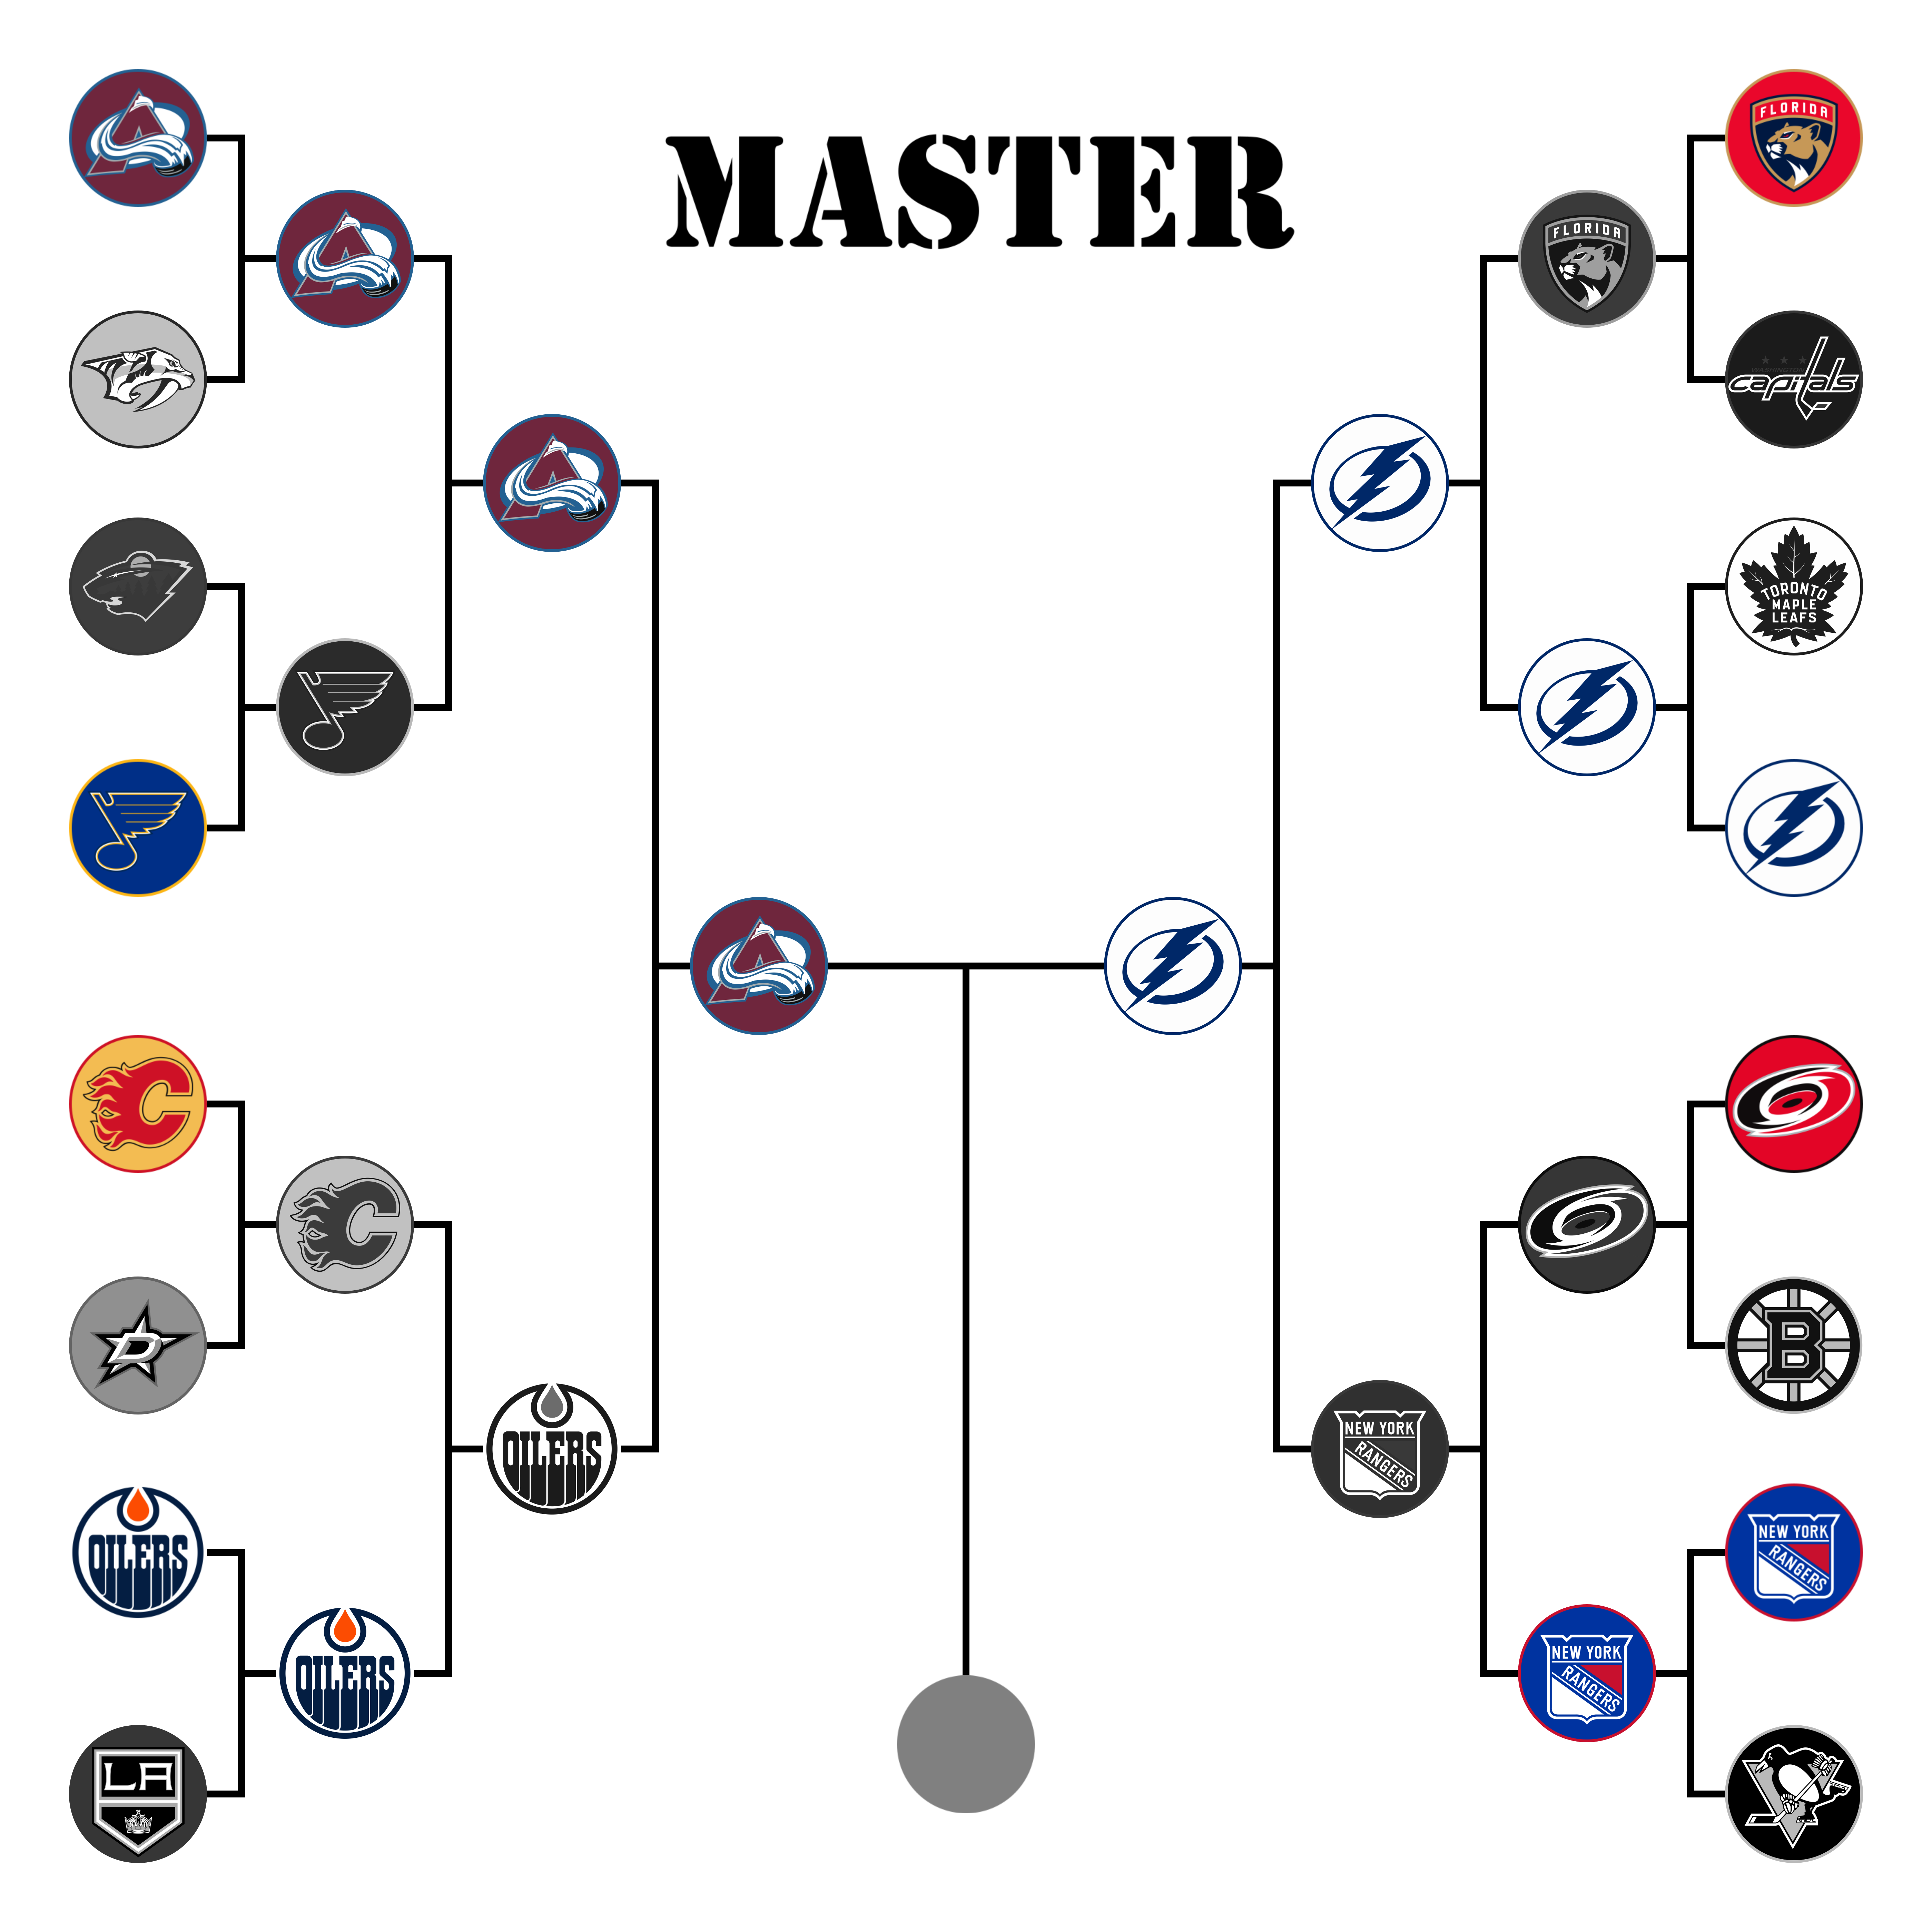 MASTER
FLORIDA
FLORIDA
WASHINGTON
capitals
TORONTO
MAPLE
LEAFS
C
C
D
B
OILERS
NEW YORK
RANGERS
OILERS
NEW YORK
RANGERS
OILERS
NEW YORK
RANGERS
LA